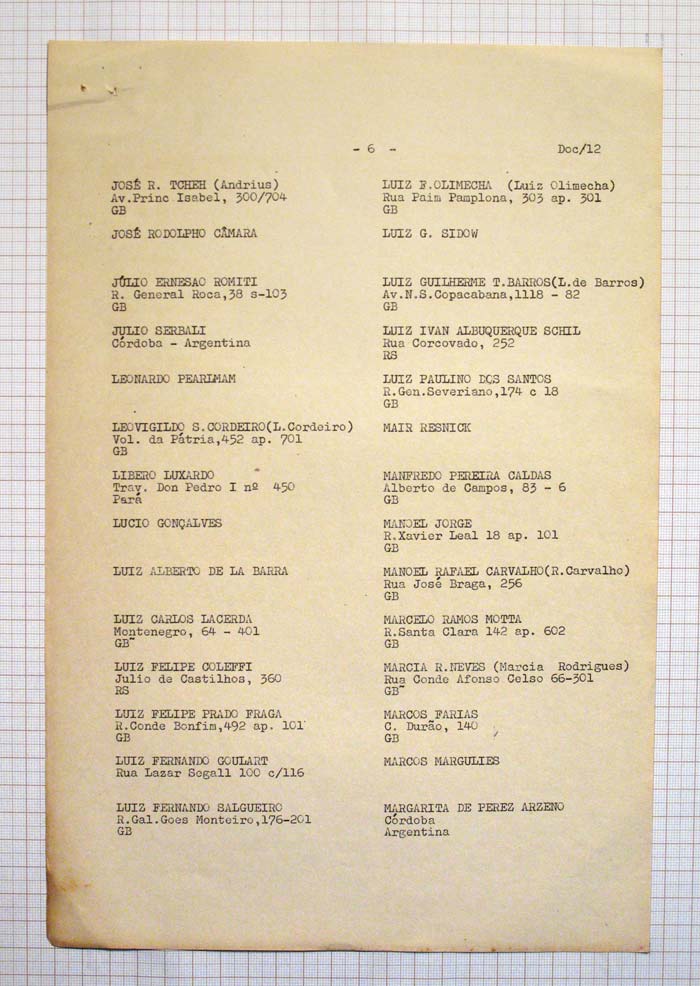 - 6 -
Doc/12
JOSÉ R. TCHEH (Andrius)
Av.Princ Isabel, 300/704
GB
JOSÉ RODOLPHO CÂMARA
JÚLIO ERNESAO ROMITI
R. General Roca,38 s-103
GB
JULIO SERBALI
Córdoba - Argentina
LEONARDO PEARLMAM
LEOVIGILDO S.CORDEIRO(L.Cordeiro)
Vol. da Pátria,452 ap. 701
GB
LIBERO LUXARDO
Trav. Don Pedro I nº 450
Pará
LUCIO GONÇALVES
LUIZ ALBERTO DE LA BARRA
LUIZ CARLOS LACERDA
Montenegro, 64 - 401
GB~
LUIZ FELIPE COLEFFI
Julio de Castilhos, 360
RS
LUIZ FELIPE PRADO FRAGA
R.Conde Bonfim,492 ap. 101
GB
LUIZ FERNANDO GOULART
Rua Lazar Segall 100 c/116
LUIZ FERNANDO SALGUEIRO
R.Gal.Goes Monteiro,176-201
GB
LUIZ F.OLIMECHA (Luiz Olimecha)
Rua Paim Pamplona, 303 ap. 301
GB
LUIZ G. SIDOW
LUIZ GUILHERME T.BARROS(L.de Barros)
Av.N.S.Copacabana,1118 - 82
GB
LUIZ IVAN ALBUQUERQUE SCHIL
Rua Corcovado, 252
RS
LUIZ PAULINO DOS SANTOS
R.Gen.Severiano,174 c 18
GB
MAIR RESNICK
MANFREDO PEREIRA CALDAS
Alberto de Campos, 83 - 6
GB
MANOEL JORGE
R.Xavier Leal 18 ap. 101
GB
MANOEL RAFAEL CARVALHO(R.Carvalho)
Rua José Braga, 256
GB
MARCELO RAMOS MOTTA
R.Santa Clara 142 ap. 602
GB
MARCIA R.NEVES (Marcia Rodrigues)
Rua Conde Afonso Celso 66-301
GB~
MARCOS FARIAS
C. Durão, 140
GB
MARCOS MARGULIES
MARGARITA DE PEREZ ARZENO
Córdoba
Argentina